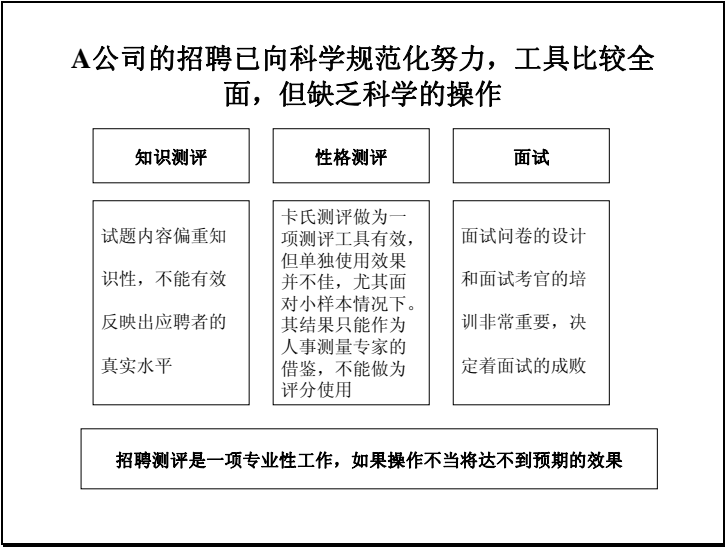 A公司的招聘已向科学规范化努力，工具比较全
面，但缺乏科学的操作
知识测评
性格测评
面试
试题内容偏重知
识性，不能有效
反映出应聘者的
真实水平
卡氏测评做为一
项测评工具有效，
但单独使用效果
并不佳，尤其面
对小样本情况下。
其结果只能作为
人事测量专家的
借鉴，不能做为
评分使用
面试问卷的设计
和面试考官的培
训非常重要，决
定着面试的成败
招聘测评是一项专业性工作，如果操作不当将达不到预期的效果